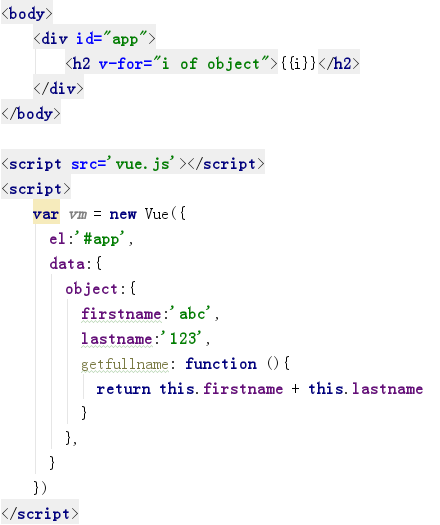 <body>
    <div id="app">
        <h2 v-for="i of object">{{i}}</h2>
    </div>
</body>

<script src='vue.js'></script>
<script>
    var vm = new Vue({
      el:'#app',
      data:{
        object:{
          firstname:'abc',
          lastname:'123',
          getfullname: function (){
            return this.firstname + this.lastname
          }
        },
      }
    })
</script>